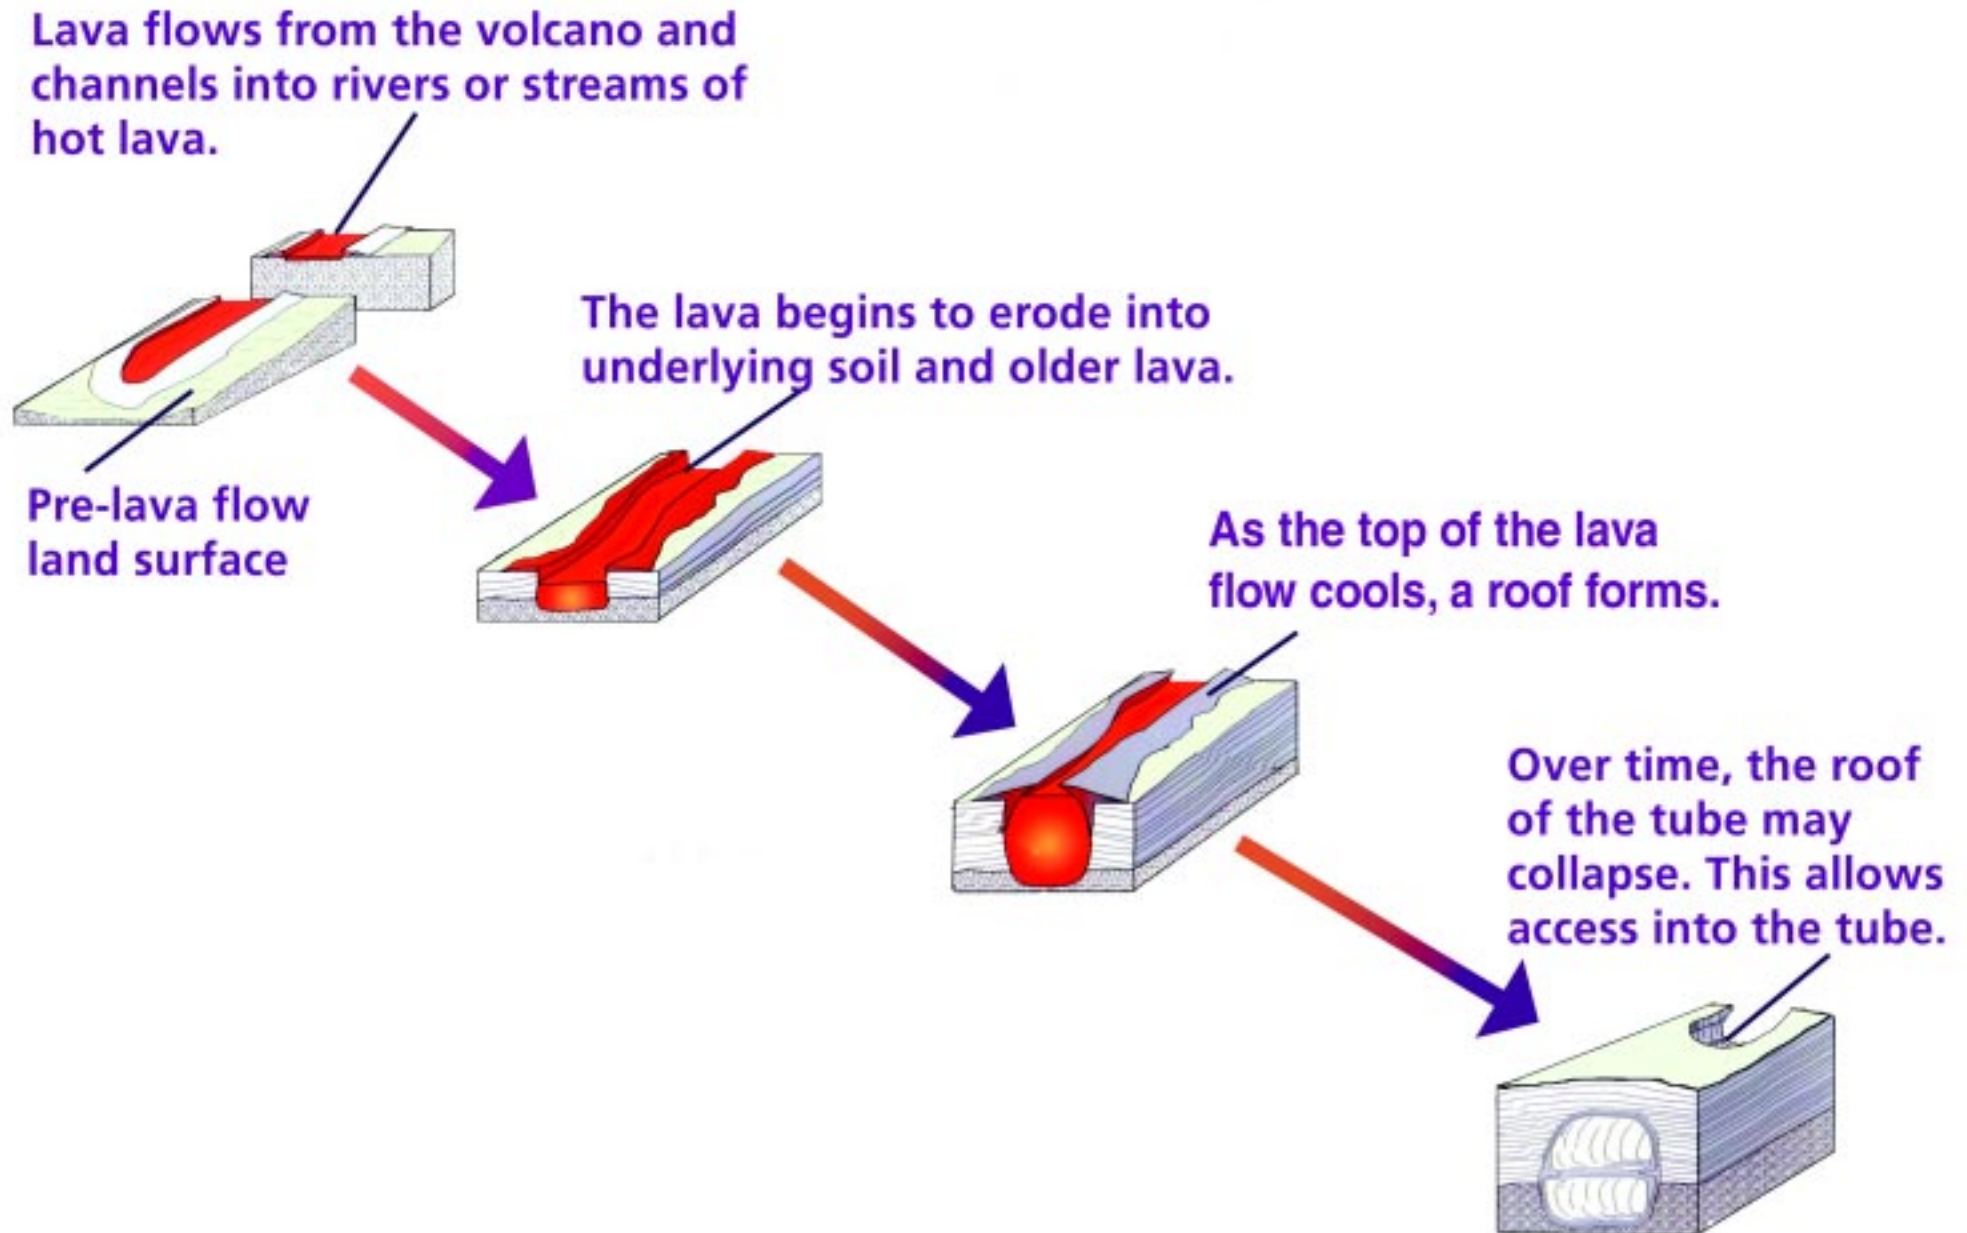 Lava flows from the volcano and
channels into rivers or streams of
hot lava.
Pre-lava flow
land surface
The lava begins to erode into
underlying soil and older lava.
As the top of the lava
flow cools, a roof forms.
Over time, the roof
of the tube may
collapse. This allows
access into the tube.